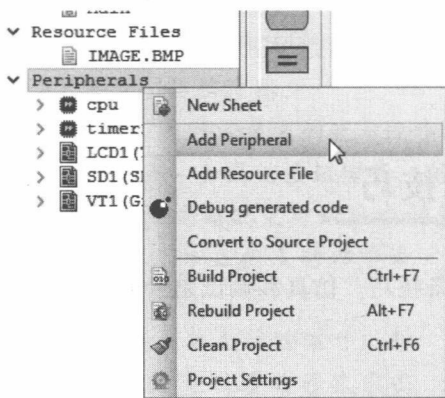 Resource Files
IMAGE.BMP
Peripherals
cpu
timer
LCD1 (
SD1 (S
VT1 (G
New Sheet
Add Peripheral
Add Resource File
Debug generated code
Convert to Source Project
Build Project Ctrl+F7
Rebuild Project Alt+F7
Clean Project Ctrl+F6
Project Settings